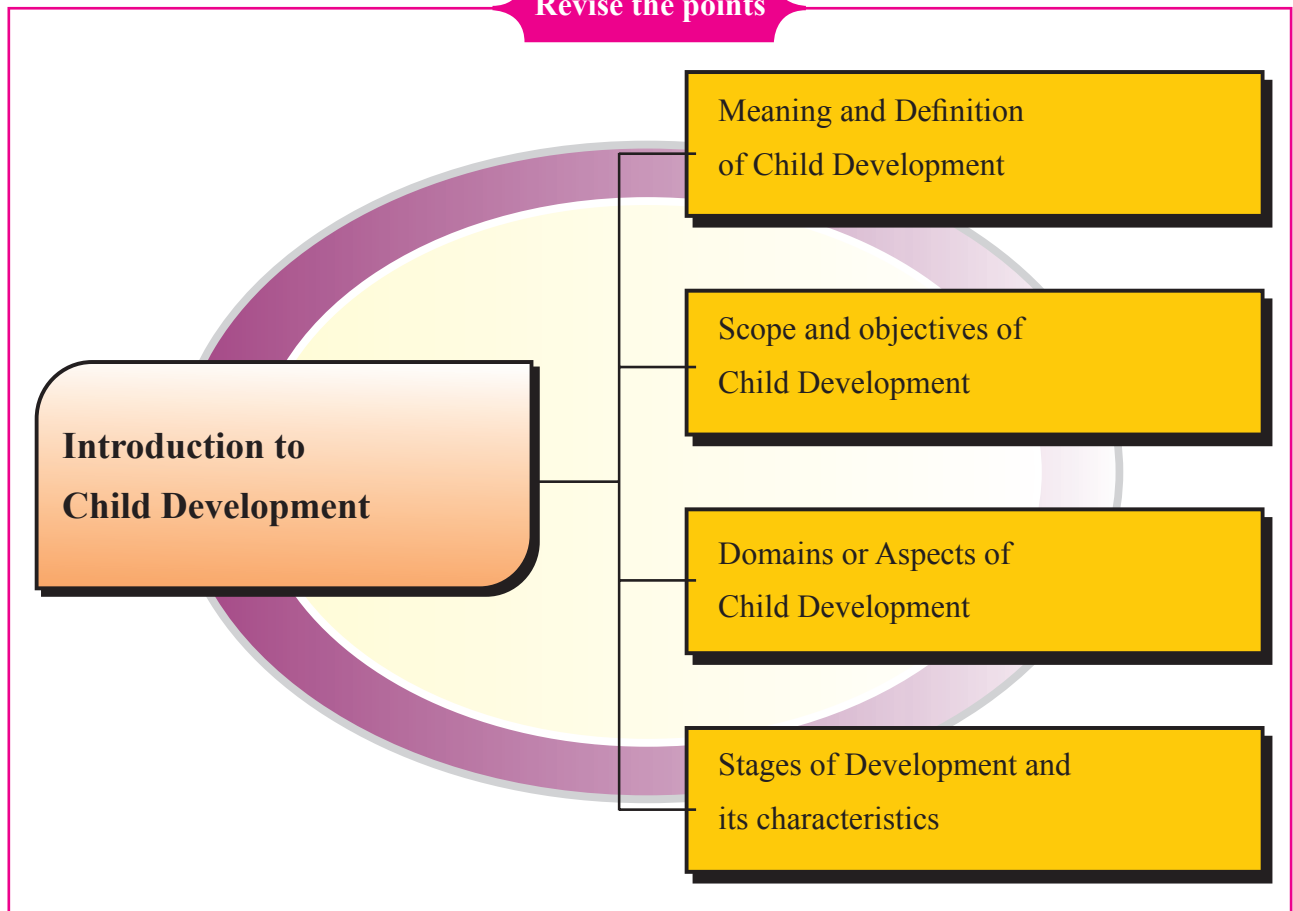 Revise the points
Meaning and Definition
of Child Development
Scope and objectives of
Child Development
Introduction to
Child Development
Domains or Aspects of
Child Development
Stages of Development and
its characteristics